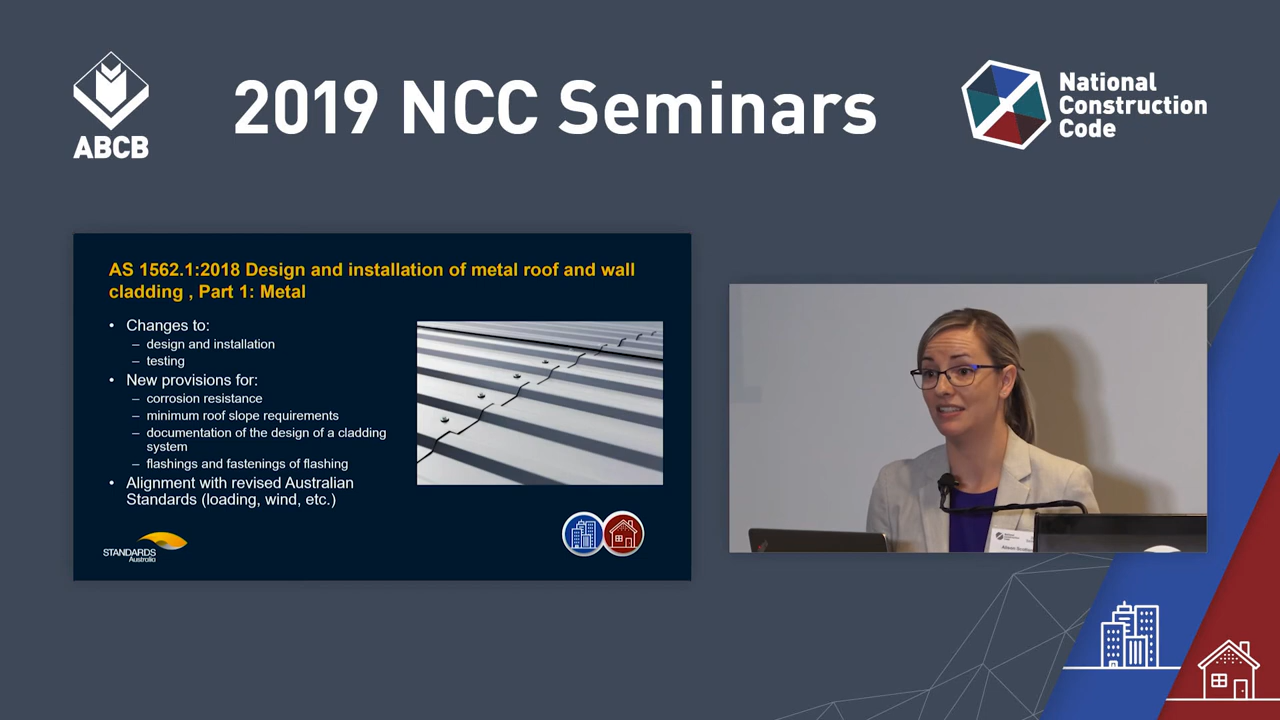 ABCB
2019 NCC Seminars
National
Construction
Code
AS 1562.1:2018 Design and installation of metal roof and wall
cladding , Part 1: Metal
• Changes to:
– design and installation
– testing
• New provisions for:
– corrosion resistance
– minimum roof slope requirements
– documentation of the design of a cladding
system
– flashings and fastenings of flashing
• Alignment with revised Australian
Standards (loading, wind, etc.)
STANDARDS
Australia